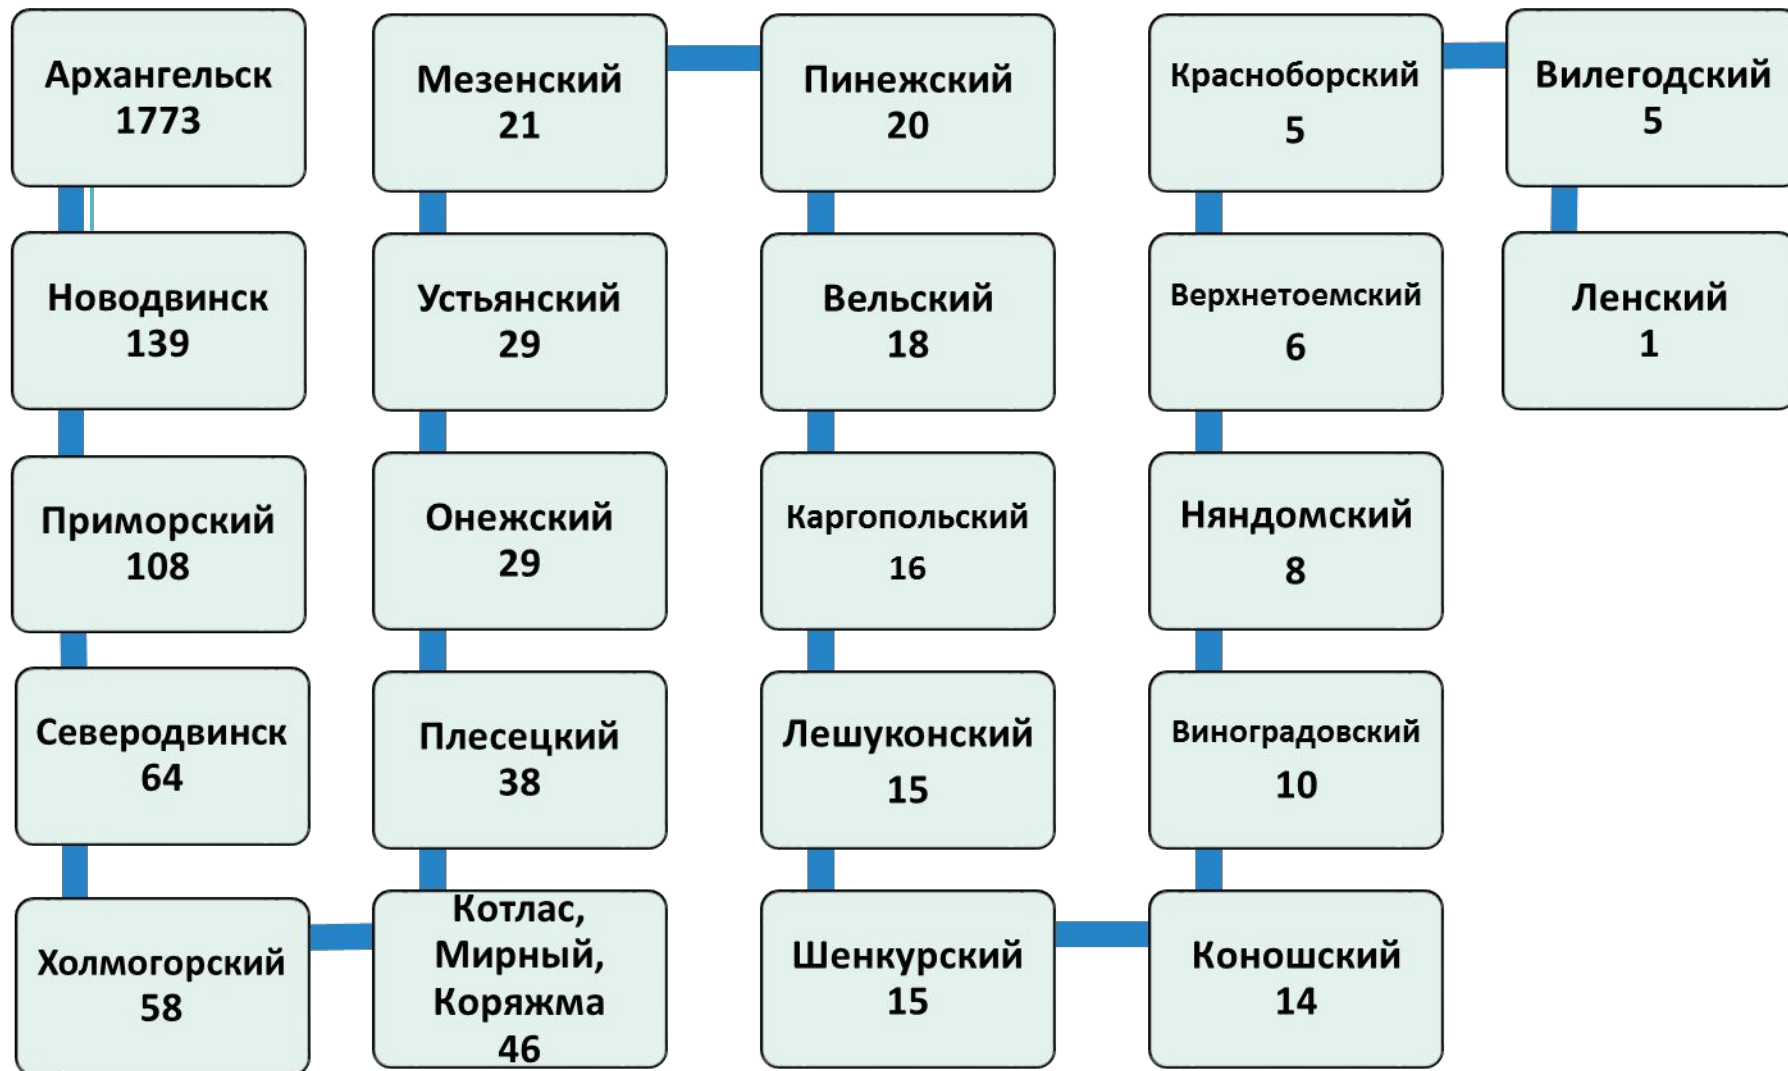 Архангельск
1773
Новодвинск
139
Приморский
108
Северодвинск
64
Холмогорский
58
Котлас,
Мирный,
Коряжма
46
Плесецкий
38
Онежский
29
Устьянский
29
Мезенский
21
Пинежский
20
Вельский
18
Каргопольский
16
Лешуконский
15
Шенкурский
15
Коношский
14
Виноградовский
10
Няндомский
8
Верхнетоемский
6
Красноборский
5
Вилегодский
5
Ленский
1